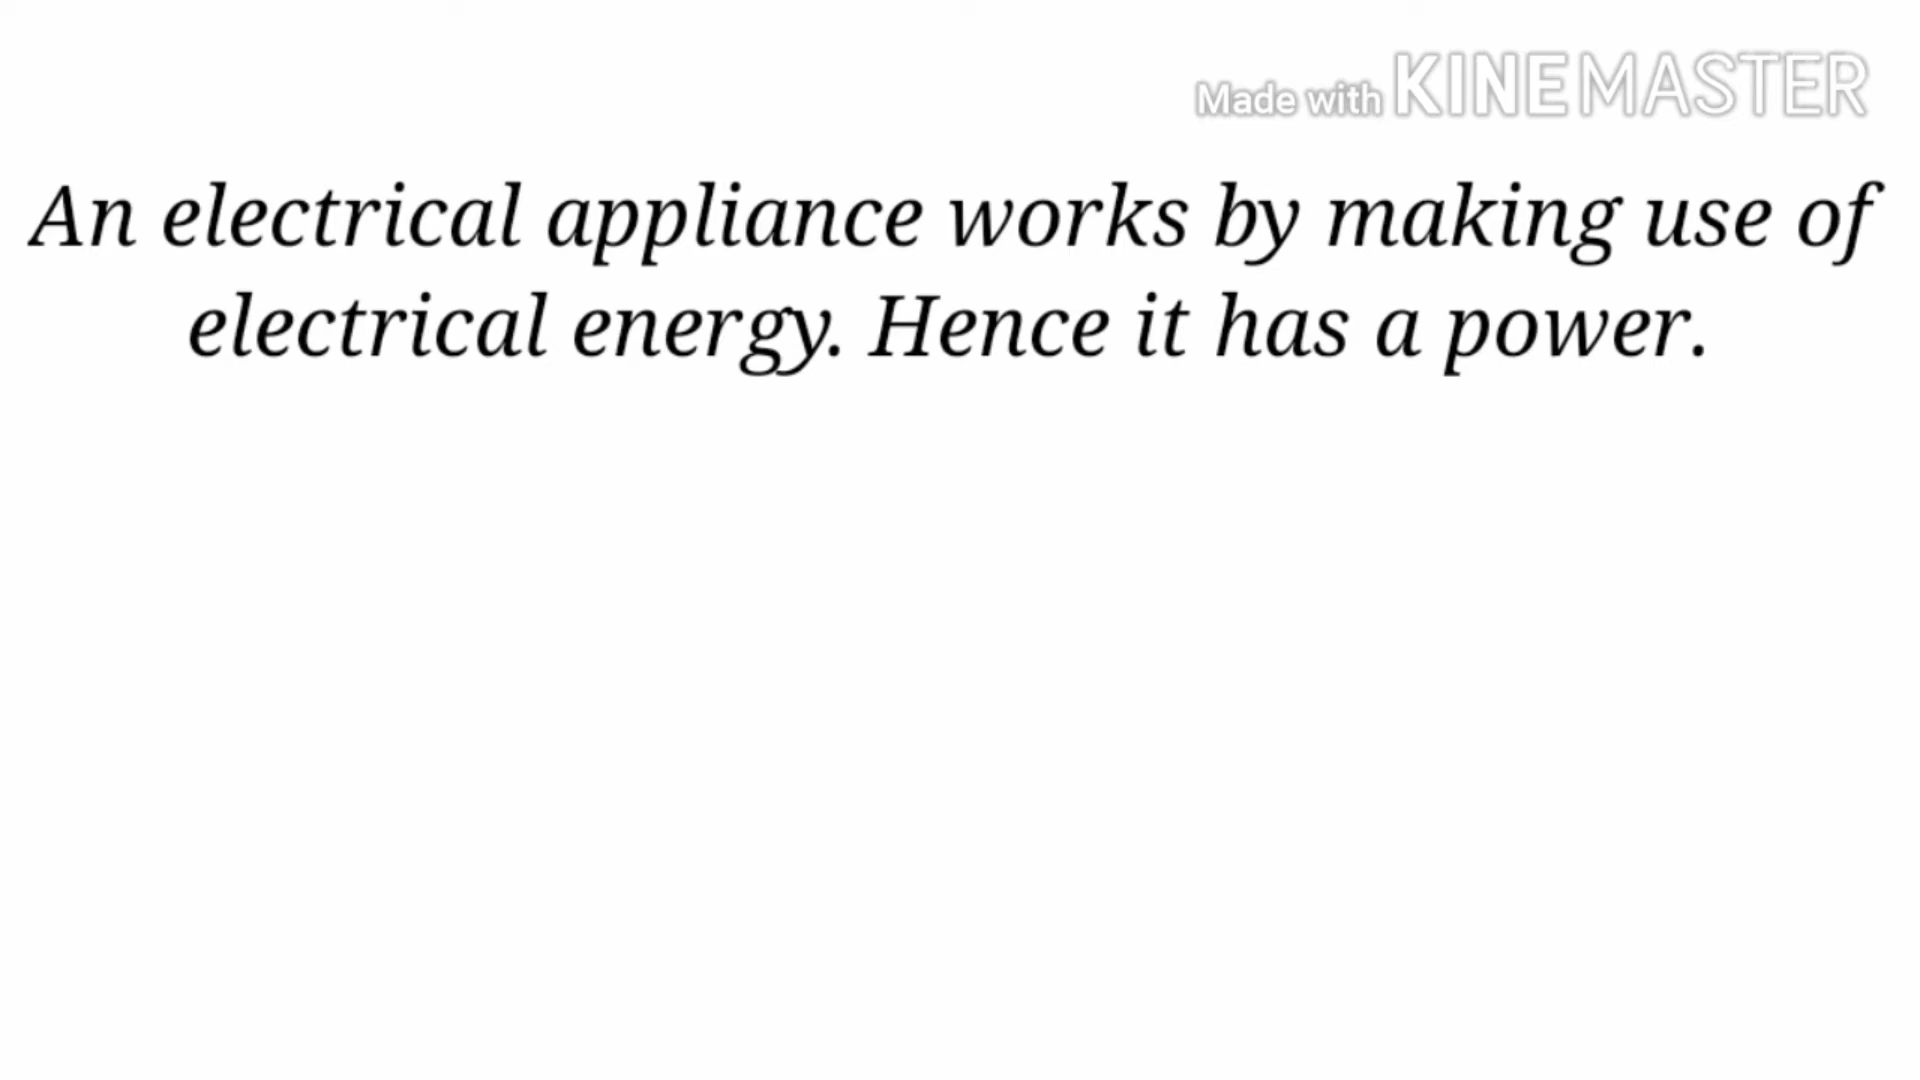 Made with KINEMASTER
An electrical appliance works by making use of
electrical energy. Hence it has a power.